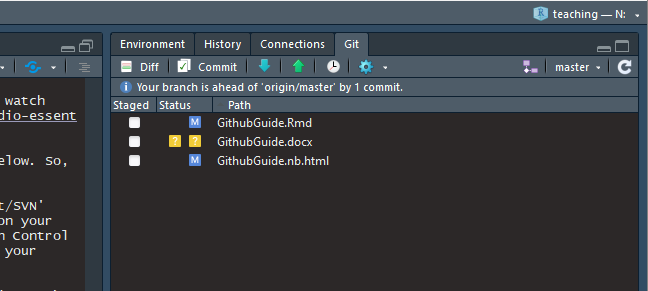 teaching — N:
Environment History Connections Git
Diff Commit master
Your branch is ahead of 'origin/master' by 1 commit.
Staged Status Path
M GithubGuide.Rmd
? ? GithubGuide.docx
M GithubGuide.nb.html
watch
dio-essent
elow. So,
t/SVN'
on your
n Control
your